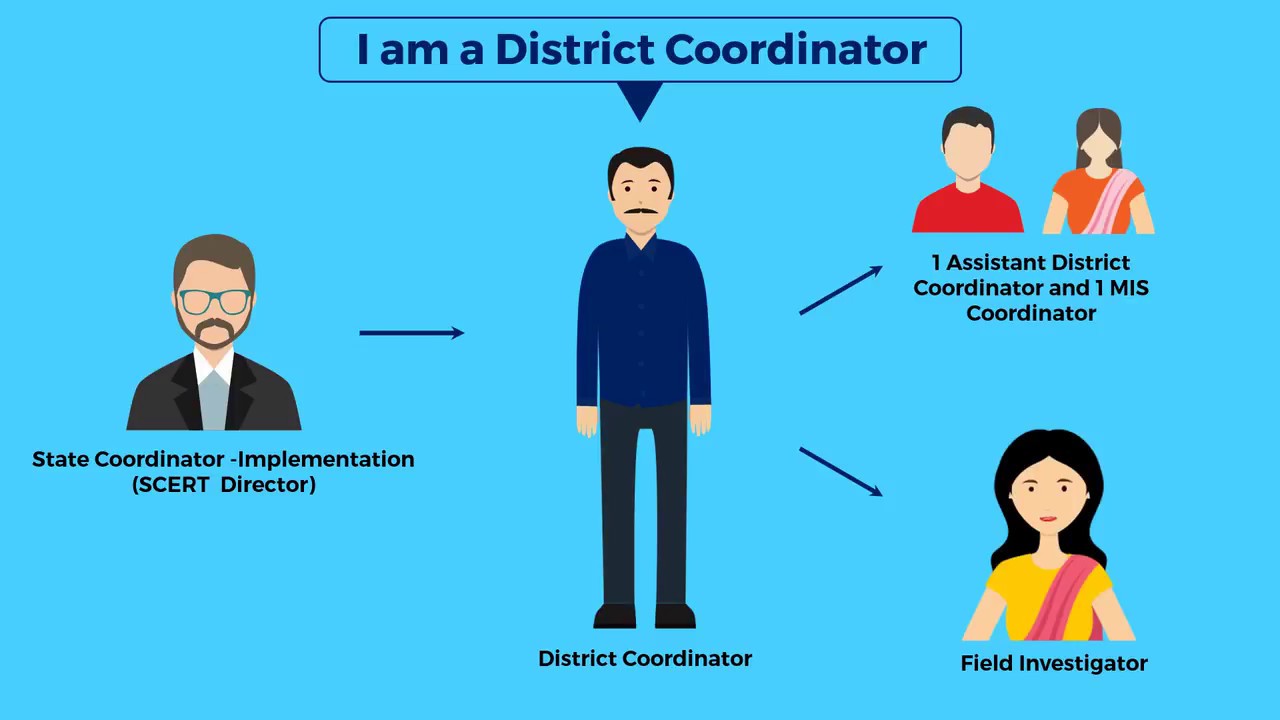 I am a District Coordinator
State Coordinator -Implementation
(SCERT Director)
District Coordinator
1 Assistant District
Coordinator and 1 MIS
Coordinator
Field Investigator